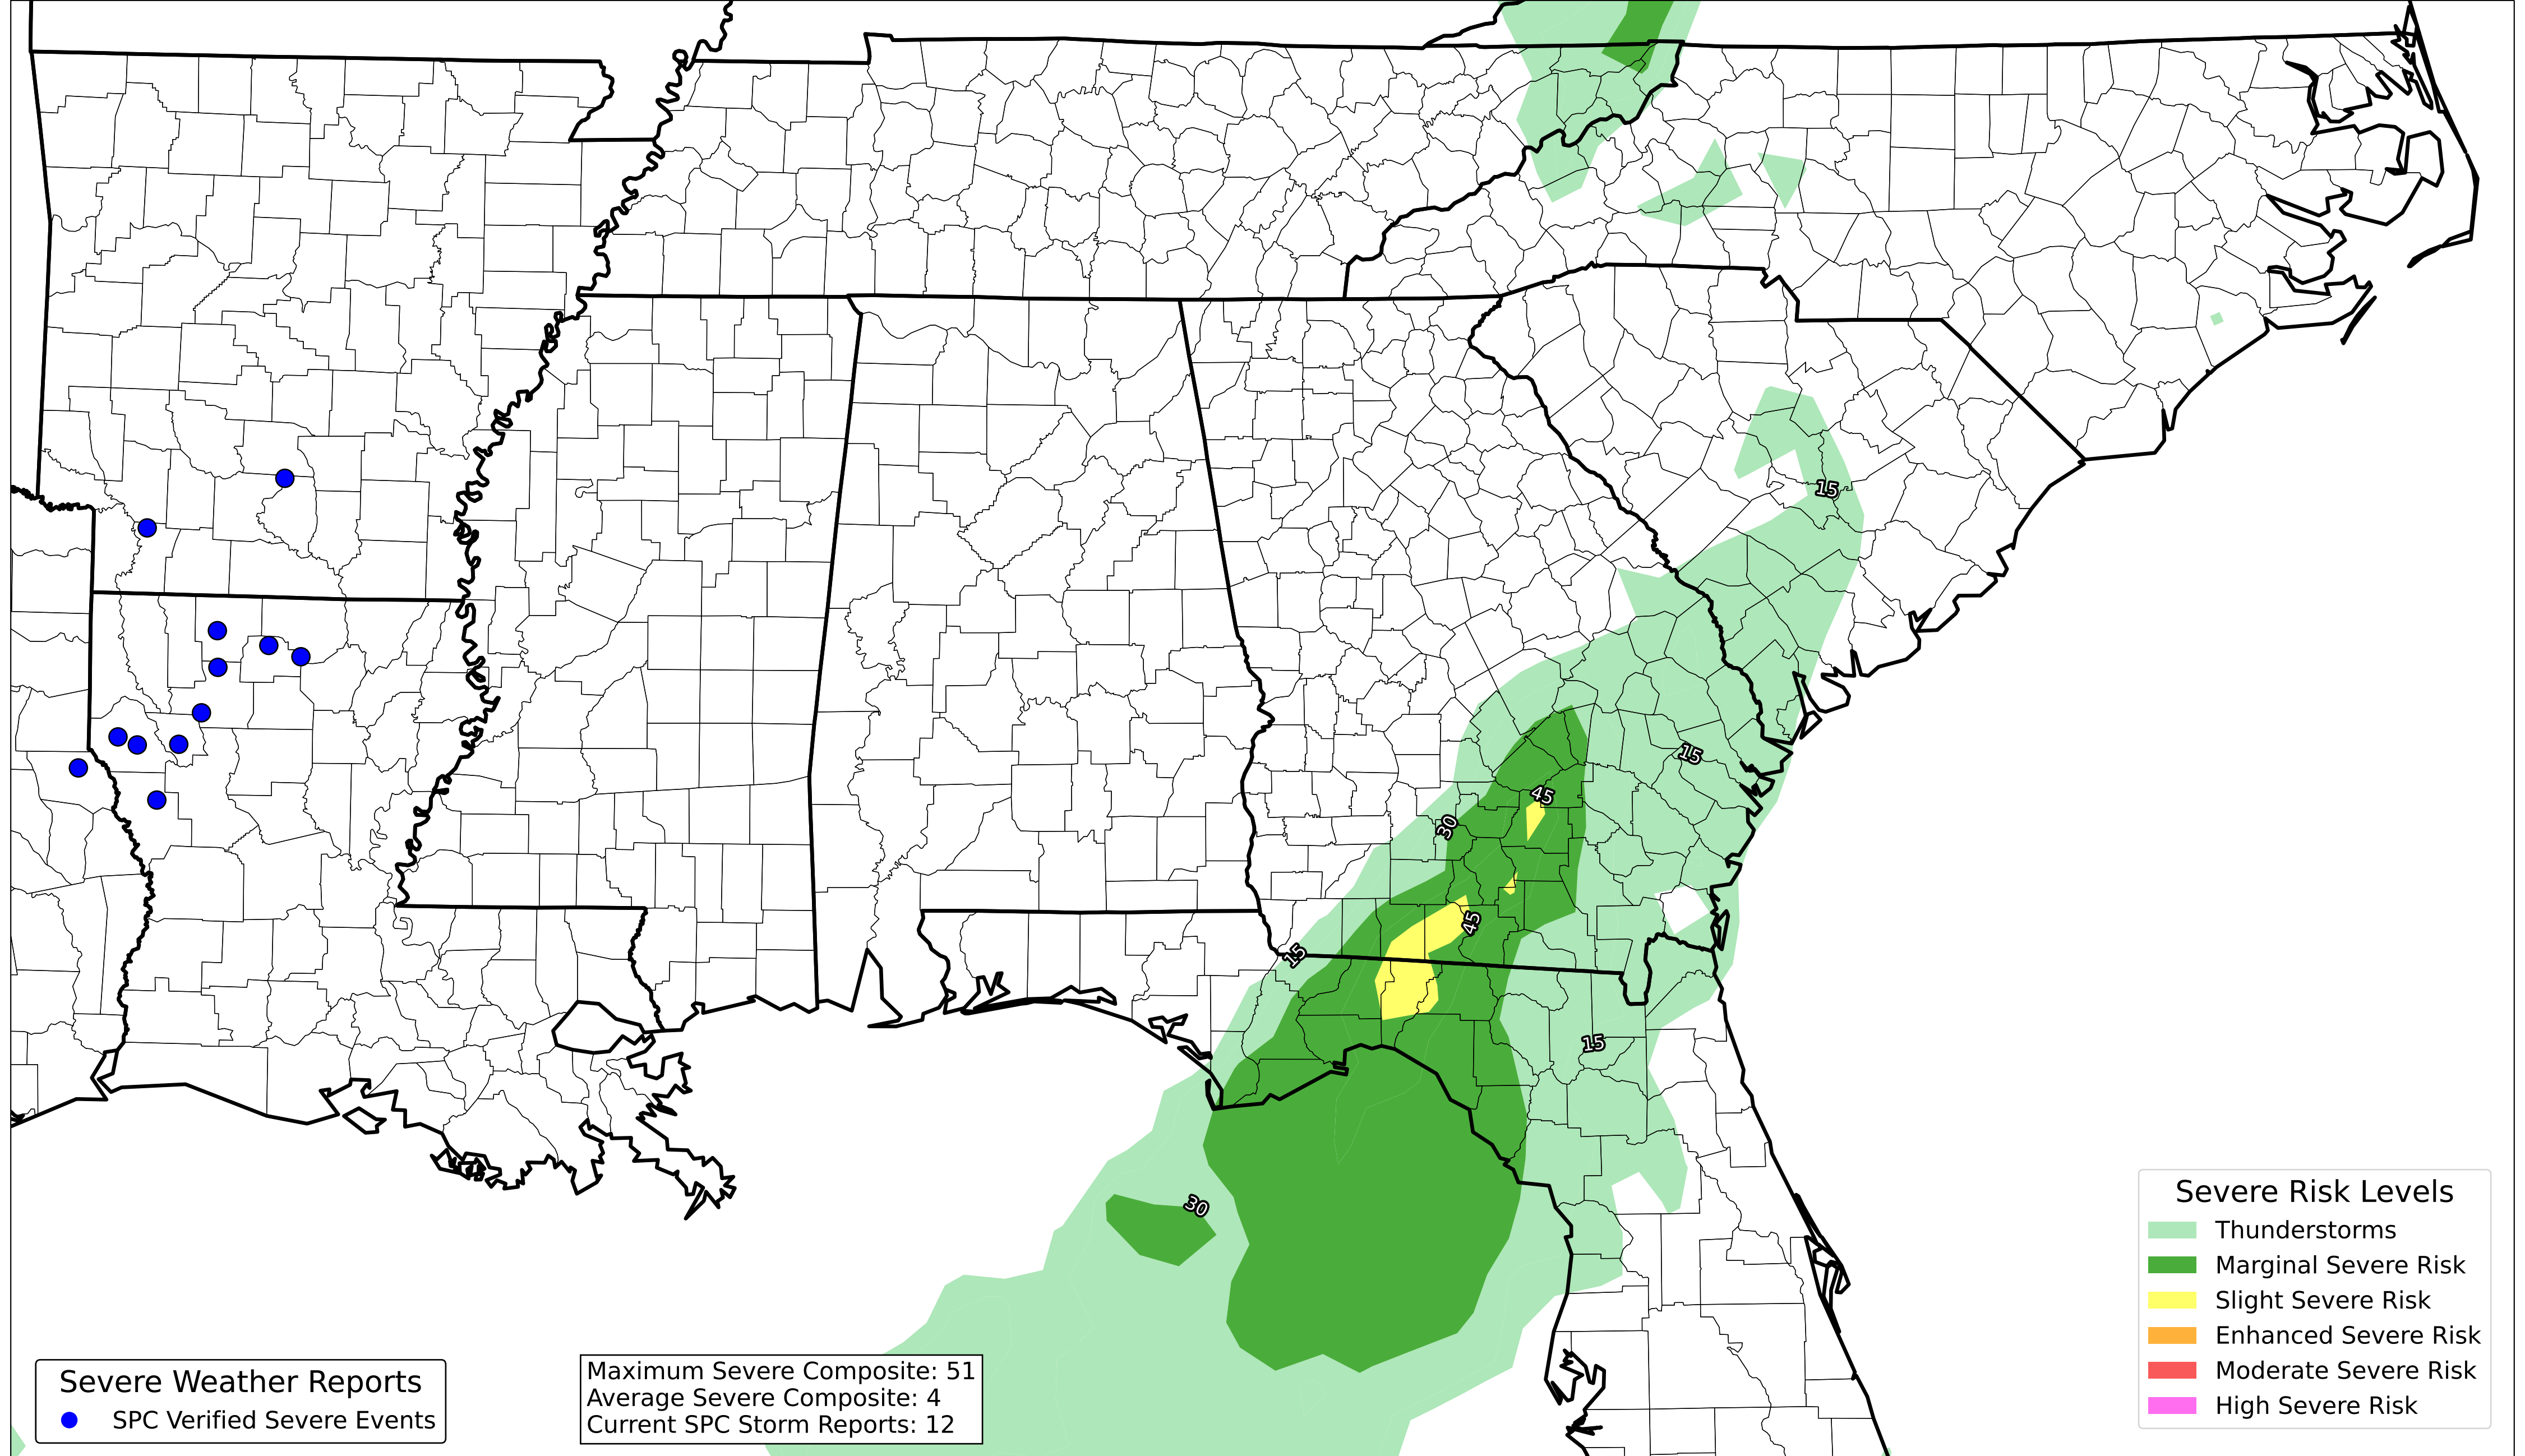 15
45
30
45
15
15
15
30
Severe Risk Levels
Thunderstorms
Marginal Severe Risk
Slight Severe Risk
Enhanced Severe Risk
Moderate Severe Risk
High Severe Risk
Severe Weather Reports
SPC Verified Severe Events
Maximum Severe Composite: 51
Average Severe Composite: 4
Current SPC Storm Reports: 12